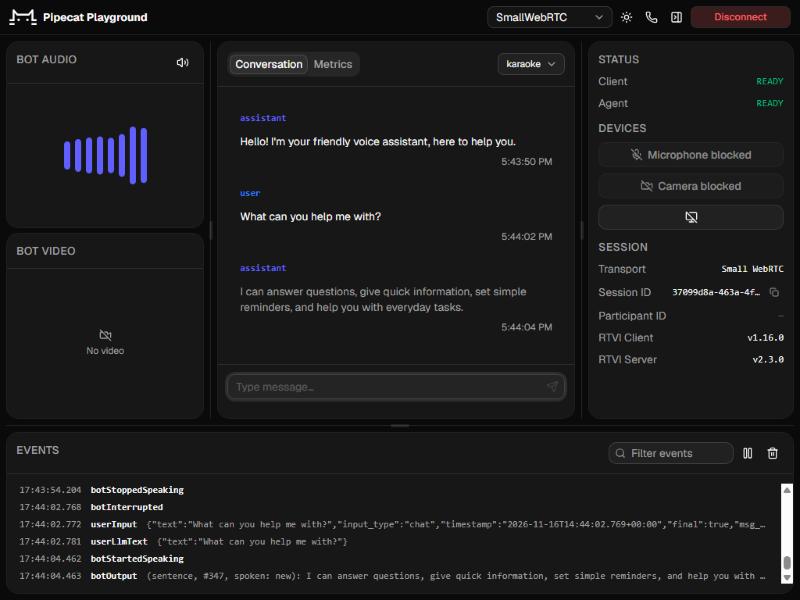 Pipecat Playground
SmallWebRTC
Disconnect
BOT AUDIO
BOT VIDEO
No video
Conversation Metrics
karaoke
assistant
Hello! I'm your friendly voice assistant, here to help you.
5:43:50 PM
user
What can you help me with?
5:44:02 PM
assistant
I can answer questions, give quick information, set simple
reminders, and help you with everyday tasks.
5:44:04 PM
Type message…
STATUS
Client READY
Agent READY
DEVICES
Microphone blocked
Camera blocked
SESSION
Transport Small WebRTC
Session ID 37099d8a-463a-4f…
Participant ID —
RTVI Client v1.16.0
RTVI Server v2.3.0
EVENTS
Filter events
17:43:54.204 botStoppedSpeaking
17:44:02.768 botInterrupted
17:44:02.772 userInput {"text":"What can you help me with?","input_type":"chat","timestamp":"2026-11-16T14:44:02.769+00:00","final":true,"msg_…
17:44:02.781 userLlmText {"text":"What can you help me with?"}
17:44:04.462 botStartedSpeaking
17:44:04.463 botOutput (sentence, #347, spoken: new): I can answer questions, give quick information, set simple reminders, and help you with …